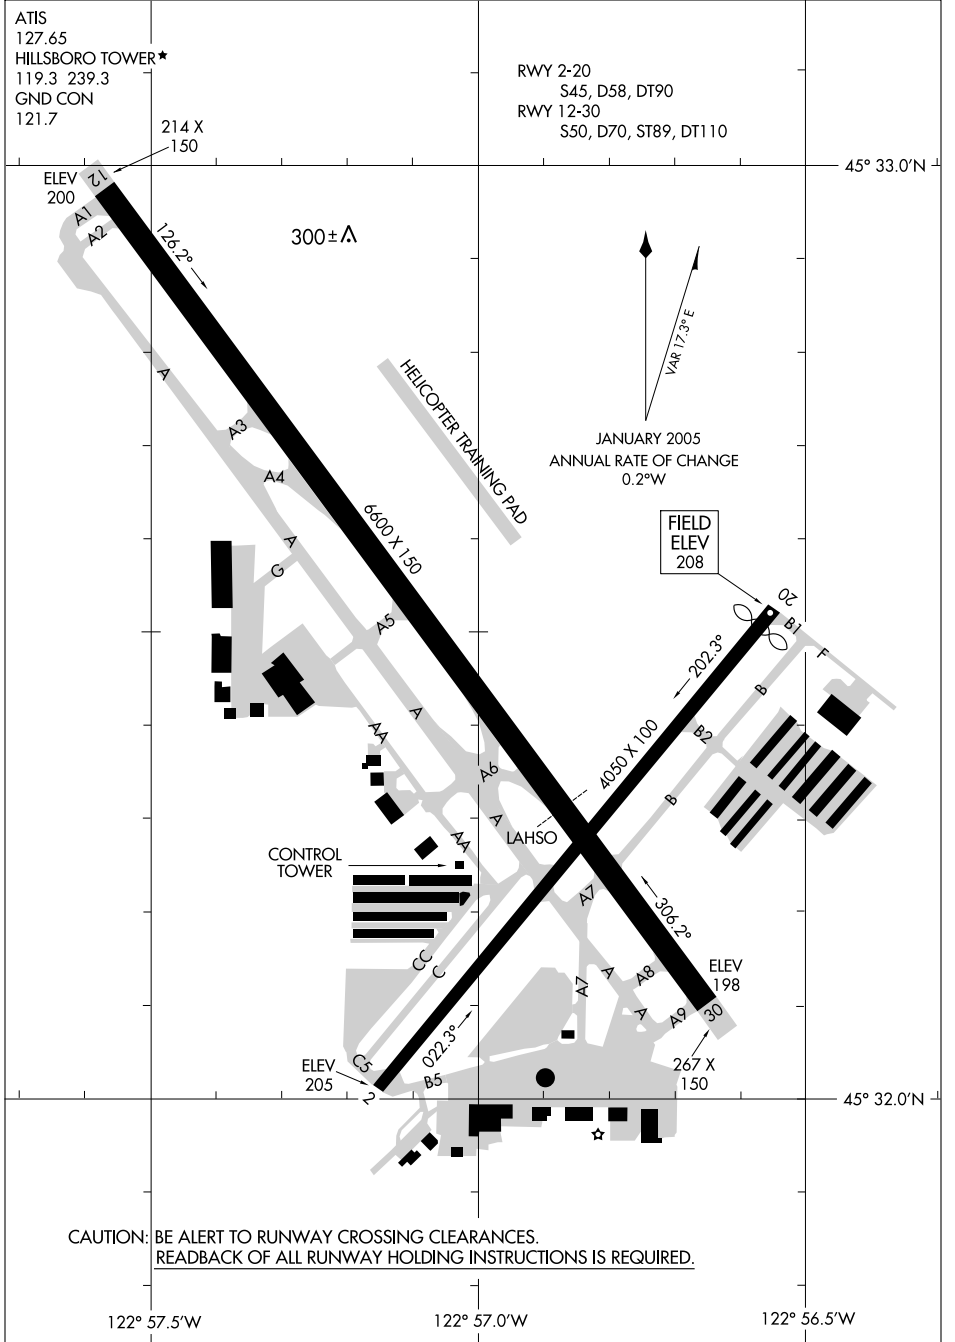 ATIS
127.65
HILLSBORO TOWER★
119.3 239.3
GND CON
121.7
RWY 2-20
S45, D58, DT90
RWY 12-30
S50, D70, ST89, DT110
214 X
150
45° 33.0'N
ELEV
200
12
A1
A2
126.2°
300±
VAR 17.3° E
A
HELICOPTER TRAINING PAD
A3
JANUARY 2005
ANNUAL RATE OF CHANGE
0.2°W
A4
6600 X 150
FIELD
ELEV
208
A
G
20
A5
B1
F
202.3°
B
A
AA
B2
4050 X 100
A6
B
A
LAHSO
AA
CONTROL
TOWER
A7
306.2°
CC
C
A7
A
A8
ELEV
198
A
A9
30
022.3°
C5
ELEV
205
B5
267 X
150
2
45° 32.0'N
CAUTION: BE ALERT TO RUNWAY CROSSING CLEARANCES.
READBACK OF ALL RUNWAY HOLDING INSTRUCTIONS IS REQUIRED.
122° 57.5'W
122° 57.0'W
122° 56.5'W